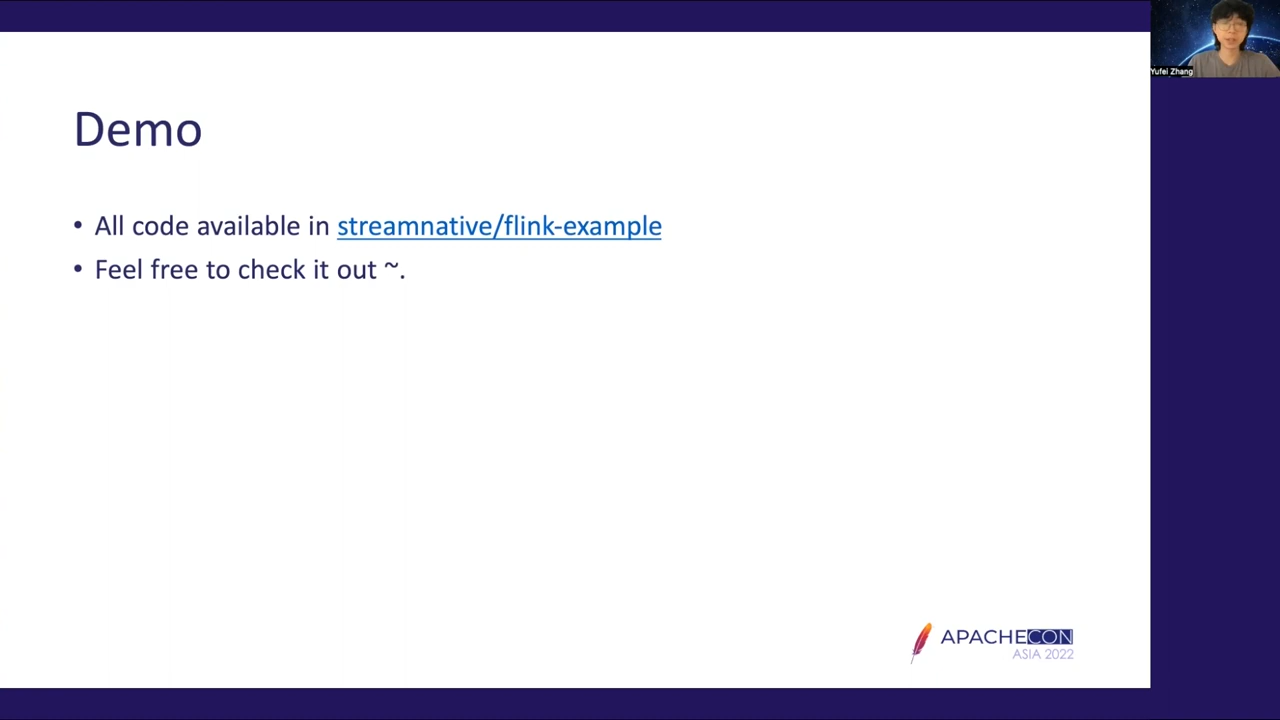 Yufei Zhang
Demo
• All code available in streamnative/flink-example
• Feel free to check it out ~.
APACHECON
ASIA 2022